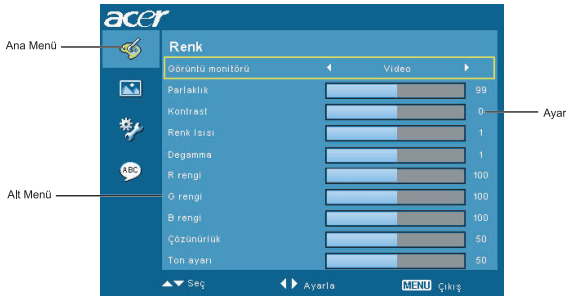 acer
Ana Menü
Renk
Görüntü monitörü Video
Parlaklık 99
Kontrast 0 Ayar
Renk Isısı 1
Degamma 1
ABC
R rengi 100
Alt Menü G rengi 100
B rengi 100
Çözünürlük 50
Ton ayarı 50
Seç Ayarla MENU Çıkış